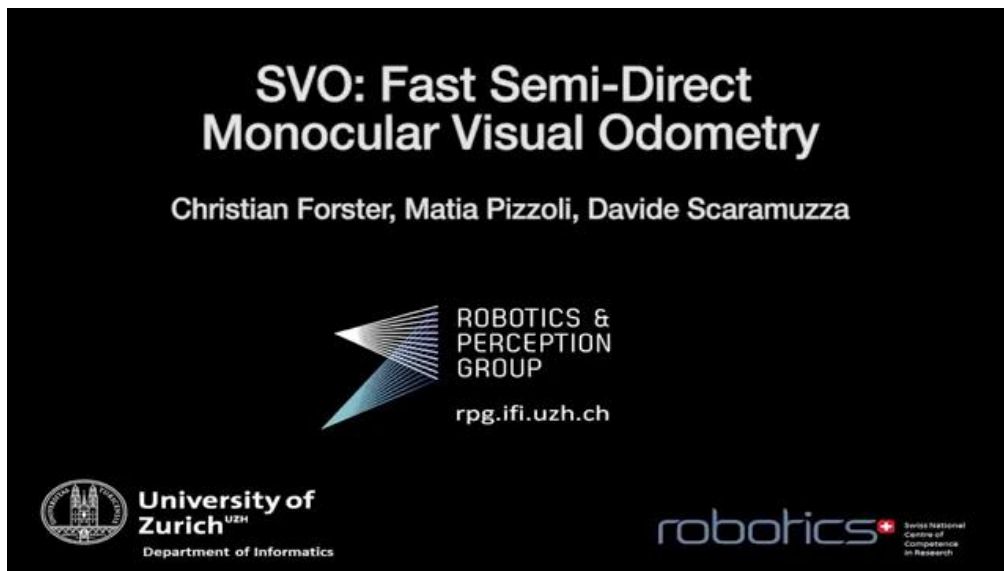 SVO: Fast Semi-Direct
Monocular Visual Odometry
Christian Forster, Matia Pizzoli, Davide Scaramuzza
ROBOTICS &
PERCEPTION
GROUP
rpg.ifi.uzh.ch
University of
Zurich UZH
Department of Informatics
robotics
Swiss National
Centre of
Competence
in Research